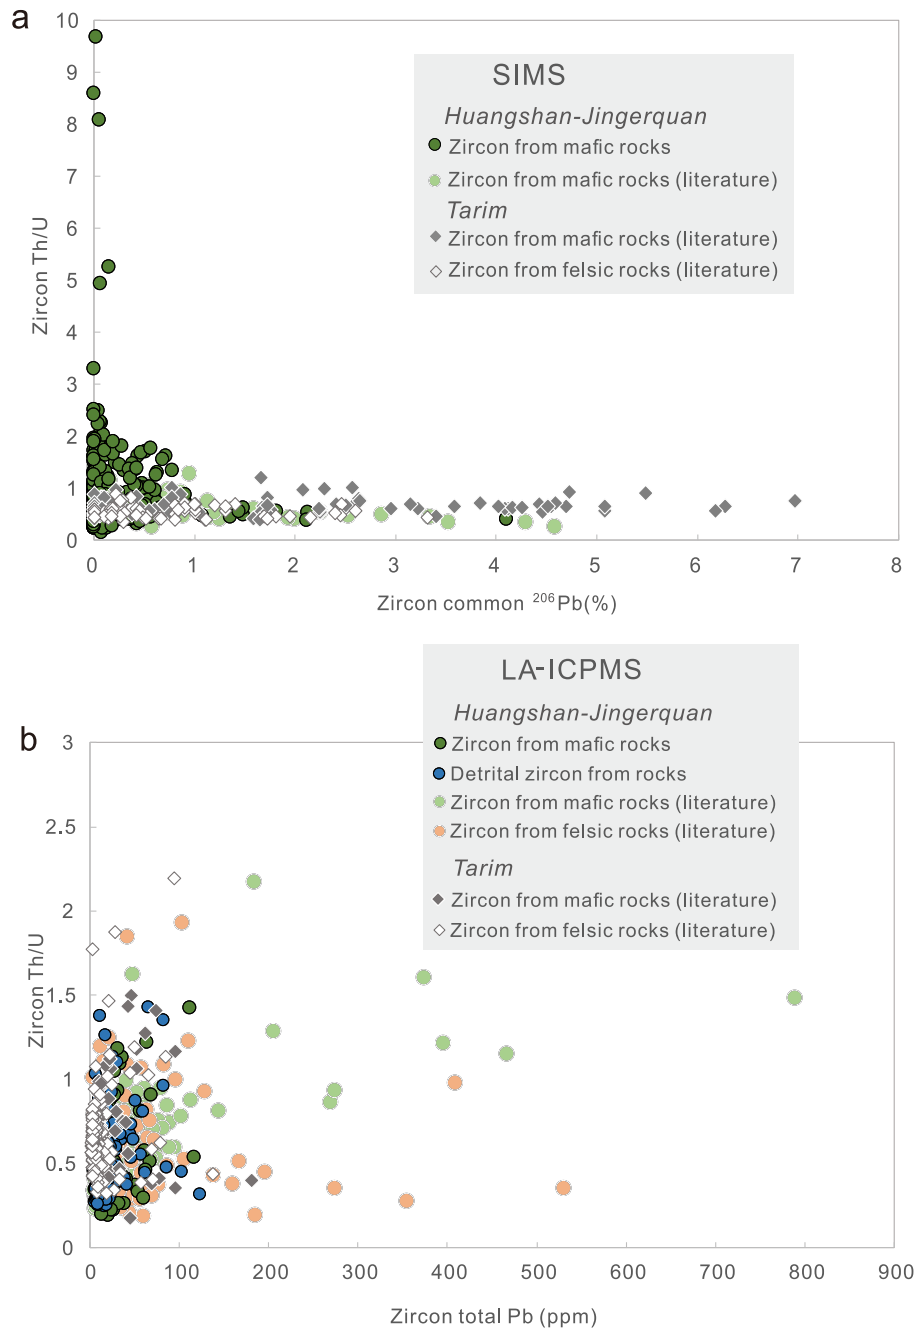 a
10
9
8
7
6
5
4
3
2
1
0
Zircon Th/U
SIMS
Huangshan-Jingerquan
Zircon from mafic rocks
Zircon from mafic rocks (literature)
Tarim
Zircon from mafic rocks (literature)
Zircon from felsic rocks (literature)
0 1 2 3 4 5 6 7 8
Zircon common ²⁰⁶Pb(%)
LA-ICPMS
Huangshan-Jingerquan
Zircon from mafic rocks
Detrital zircon from rocks
Zircon from mafic rocks (literature)
Zircon from felsic rocks (literature)
Tarim
Zircon from mafic rocks (literature)
Zircon from felsic rocks (literature)
b
3
2.5
2
1.5
1
0.5
0
Zircon Th/U
0 100 200 300 400 500 600 700 800 900
Zircon total Pb (ppm)